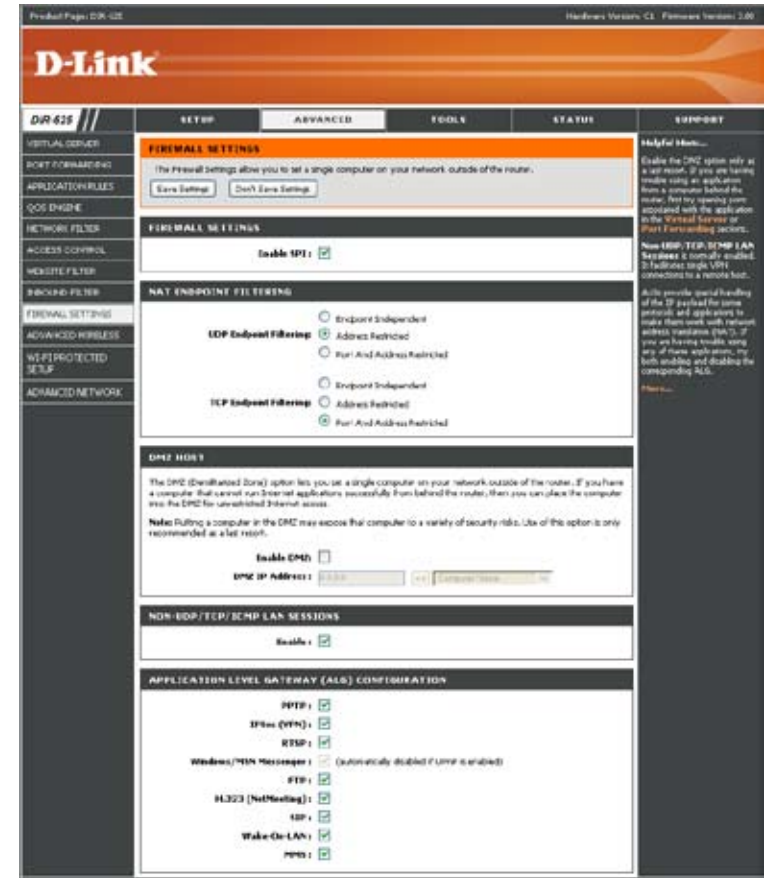 Product Page: DIR-625
Hardware Version: C1 Firmware Version: 3.00
D-Link
DIR-625
SETUP
ADVANCED
TOOLS
STATUS
SUPPORT
VIRTUAL SERVER
PORT FORWARDING
APPLICATION RULES
QOS ENGINE
NETWORK FILTER
ACCESS CONTROL
WEBSITE FILTER
INBOUND FILTER
FIREWALL SETTINGS
ADVANCED WIRELESS
WI-FI PROTECTED
SETUP
ADVANCED NETWORK
FIREWALL SETTINGS
The Firewall Settings allow you to set a single computer on your network outside of the router.
Save Settings
Don't Save Settings
FIREWALL SETTINGS
Enable SPI :
NAT ENDPOINT FILTERING
UDP Endpoint Filtering:
Endpoint Independent
Address Restricted
Port And Address Restricted
TCP Endpoint Filtering:
Endpoint Independent
Address Restricted
Port And Address Restricted
DMZ HOST
The DMZ (Demilitarized Zone) option lets you set a single computer on your network outside of the router. If you have
a computer that cannot run Internet applications successfully from behind the router, then you can place the computer
into the DMZ for unrestricted Internet access.
Note: Putting a computer in the DMZ may expose that computer to a variety of security risks. Use of this option is only
recommended as a last resort.
Enable DMZ:
DMZ IP Address :
0.0.0.0
<<
Computer Name
NON-UDP/TCP/ICMP LAN SESSIONS
Enable :
APPLICATION LEVEL GATEWAY (ALG) CONFIGURATION
PPTP :
IPSec (VPN) :
RTSP :
Windows/MSN Messenger :
(automatically disabled if UPnP is enabled)
FTP :
H.323 (NetMeeting) :
SIP :
Wake-On-LAN :
MMS :
Helpful Hints...
Enable the DMZ option only as
a last resort. If you are having
trouble using an application
from a computer behind the
router, first try opening ports
associated with the application
in the Virtual Server or
Port Forwarding sections.
Non-UDP/TCP/ICMP LAN
Sessions is normally enabled.
It facilitates single VPN
connections to a remote host.
ALGs provide special handling
of the IP payload for some
protocols and applications to
make them work with network
address translation (NAT). If
you are having trouble using
any of these applications, try
both enabling and disabling the
corresponding ALG.
More...